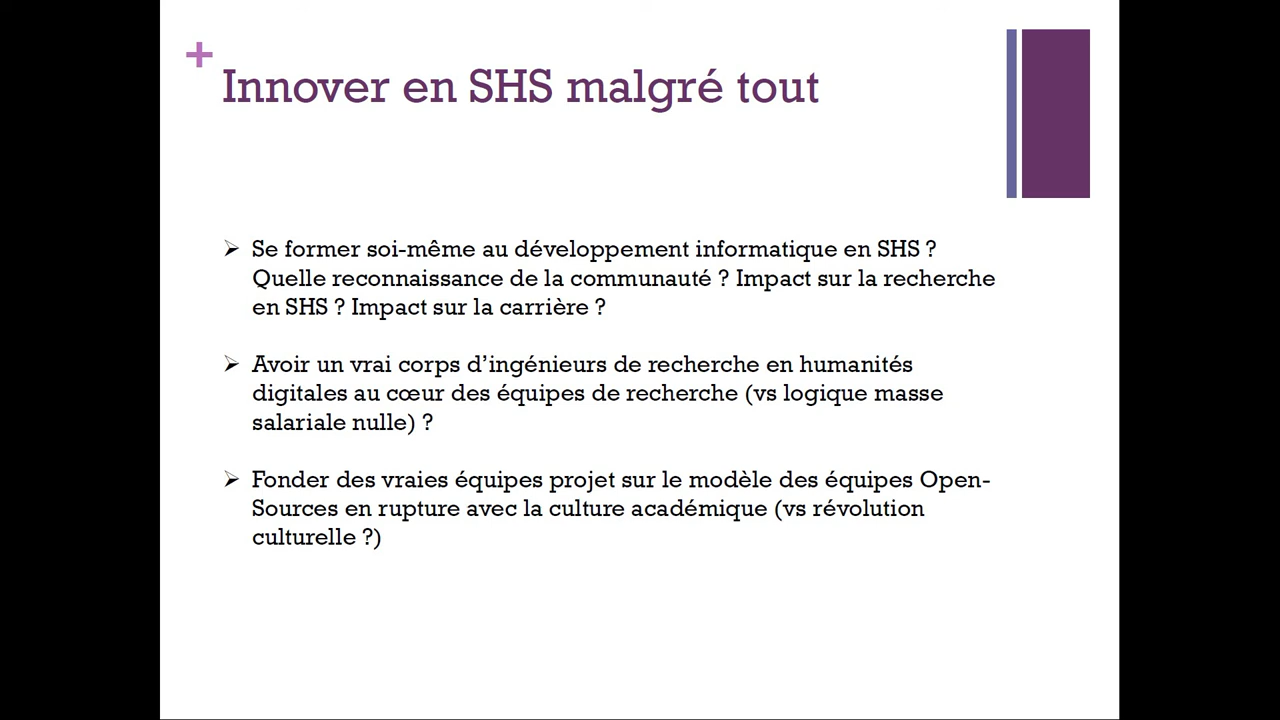 +
Innover en SHS malgré tout
➢ Se former soi-même au développement informatique en SHS ?
Quelle reconnaissance de la communauté ? Impact sur la recherche
en SHS ? Impact sur la carrière ?
➢ Avoir un vrai corps d’ingénieurs de recherche en humanités
digitales au cœur des équipes de recherche (vs logique masse
salariale nulle) ?
➢ Fonder des vraies équipes projet sur le modèle des équipes Open-
Sources en rupture avec la culture académique (vs révolution
culturelle ?)